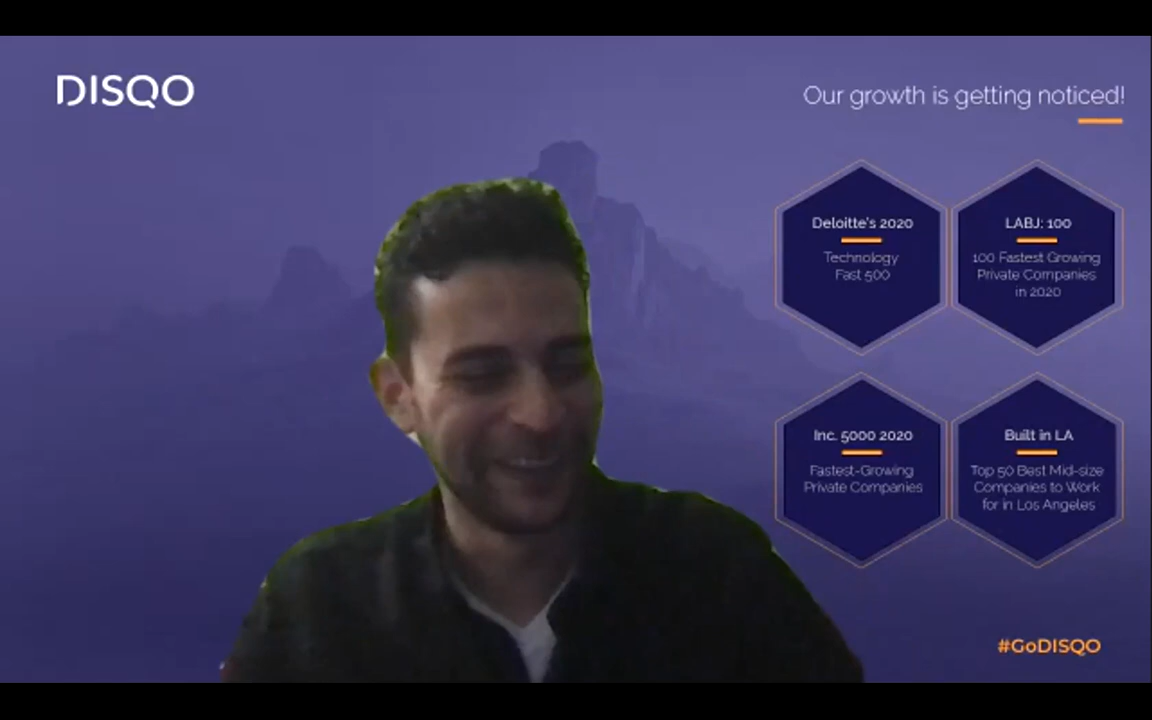 DISQO
Our growth is getting noticed!
Deloitte's 2020
Technology
Fast 500
LABJ: 100
100 Fastest Growing
Private Companies
in 2020
Inc. 5000 2020
Fastest-Growing
Private Companies
Built in LA
Top 50 Best Mid-size
Companies to Work
for in Los Angeles
#GoDISQO